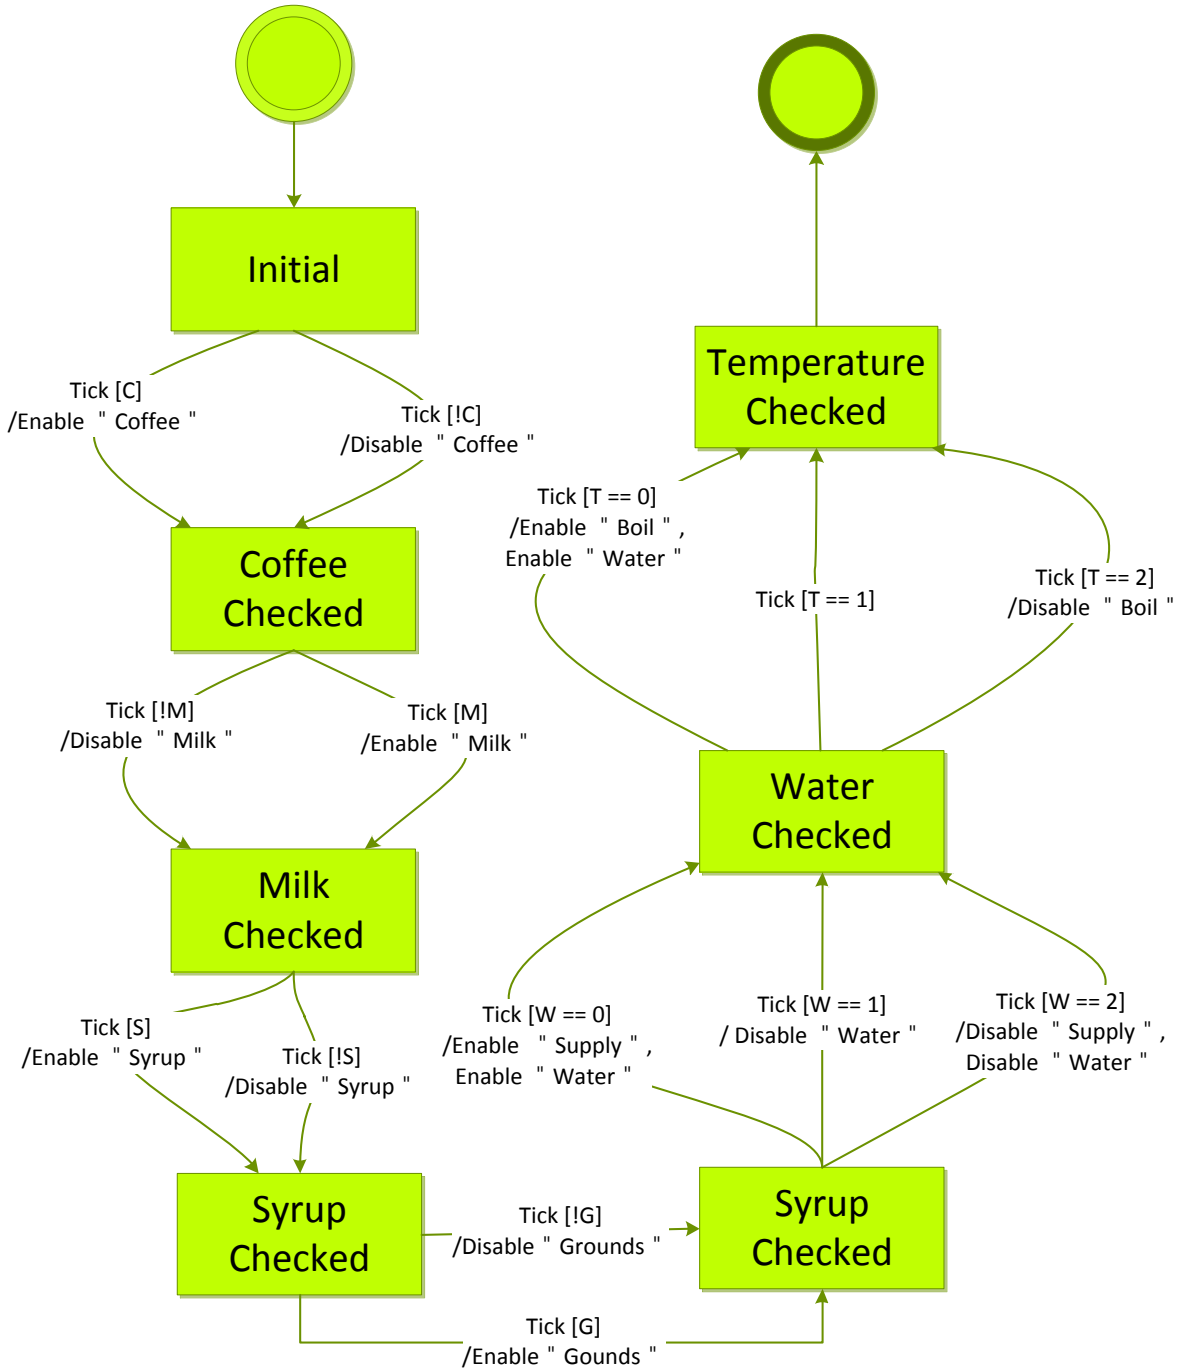 Initial
Tick [C]
/Enable " Coffee "
Tick [!C]
/Disable " Coffee "
Coffee
Checked
Tick [!M]
/Disable " Milk "
Tick [M]
/Enable " Milk "
Milk
Checked
Tick [S]
/Enable " Syrup "
Tick [!S]
/Disable " Syrup "
Syrup
Checked
Tick [!G]
/Disable " Grounds "
Tick [G]
/Enable " Gounds "
Syrup
Checked
Tick [W == 0]
/Enable " Supply " ,
Enable " Water "
Tick [W == 1]
/ Disable " Water "
Tick [W == 2]
/Disable " Supply " ,
Disable " Water "
Water
Checked
Tick [T == 0]
/Enable " Boil " ,
Enable " Water "
Tick [T == 1]
Tick [T == 2]
/Disable " Boil "
Temperature
Checked